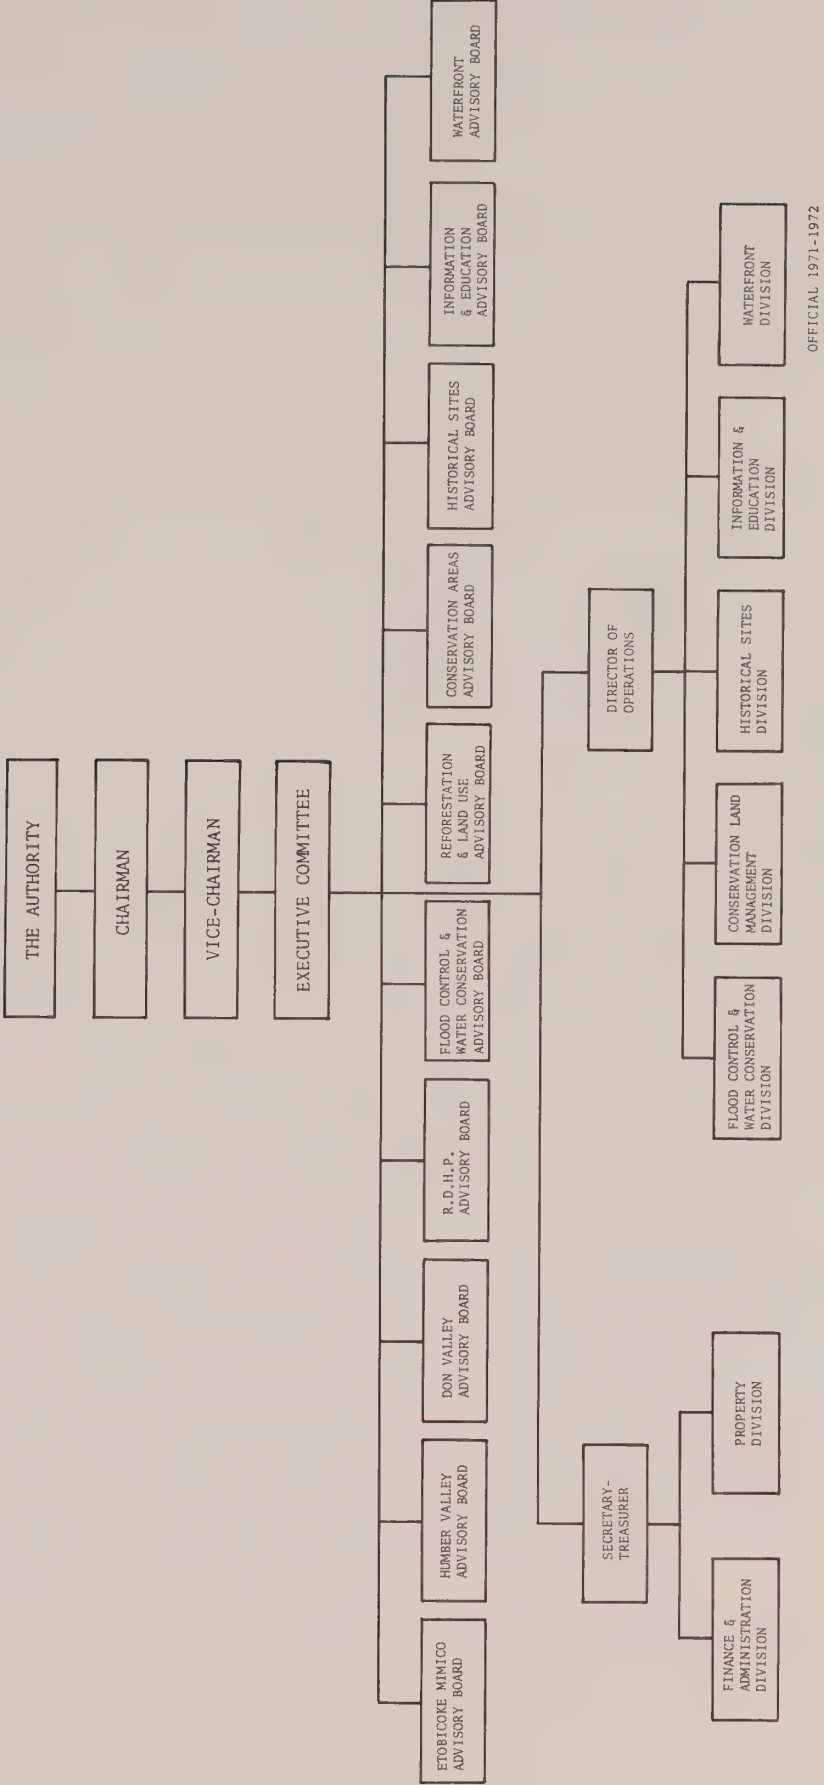 THE AUTHORITY
CHAIRMAN
VICE-CHAIRMAN
EXECUTIVE COMMITTEE
ETOBICOKE MIMICO
ADVISORY BOARD
HUMBER VALLEY
ADVISORY BOARD
DON VALLEY
ADVISORY BOARD
R.D.H.P.
ADVISORY BOARD
FLOOD CONTROL &
WATER CONSERVATION
ADVISORY BOARD
REFORESTATION
& LAND USE
ADVISORY BOARD
CONSERVATION AREAS
ADVISORY BOARD
HISTORICAL SITES
ADVISORY BOARD
INFORMATION
& EDUCATION
ADVISORY BOARD
WATERFRONT
ADVISORY BOARD
SECRETARY-
TREASURER
DIRECTOR OF
OPERATIONS
FINANCE &
ADMINISTRATION
DIVISION
PROPERTY
DIVISION
FLOOD CONTROL &
WATER CONSERVATION
DIVISION
CONSERVATION LAND
MANAGEMENT
DIVISION
HISTORICAL SITES
DIVISION
INFORMATION &
EDUCATION
DIVISION
WATERFRONT
DIVISION
OFFICIAL 1971-1972